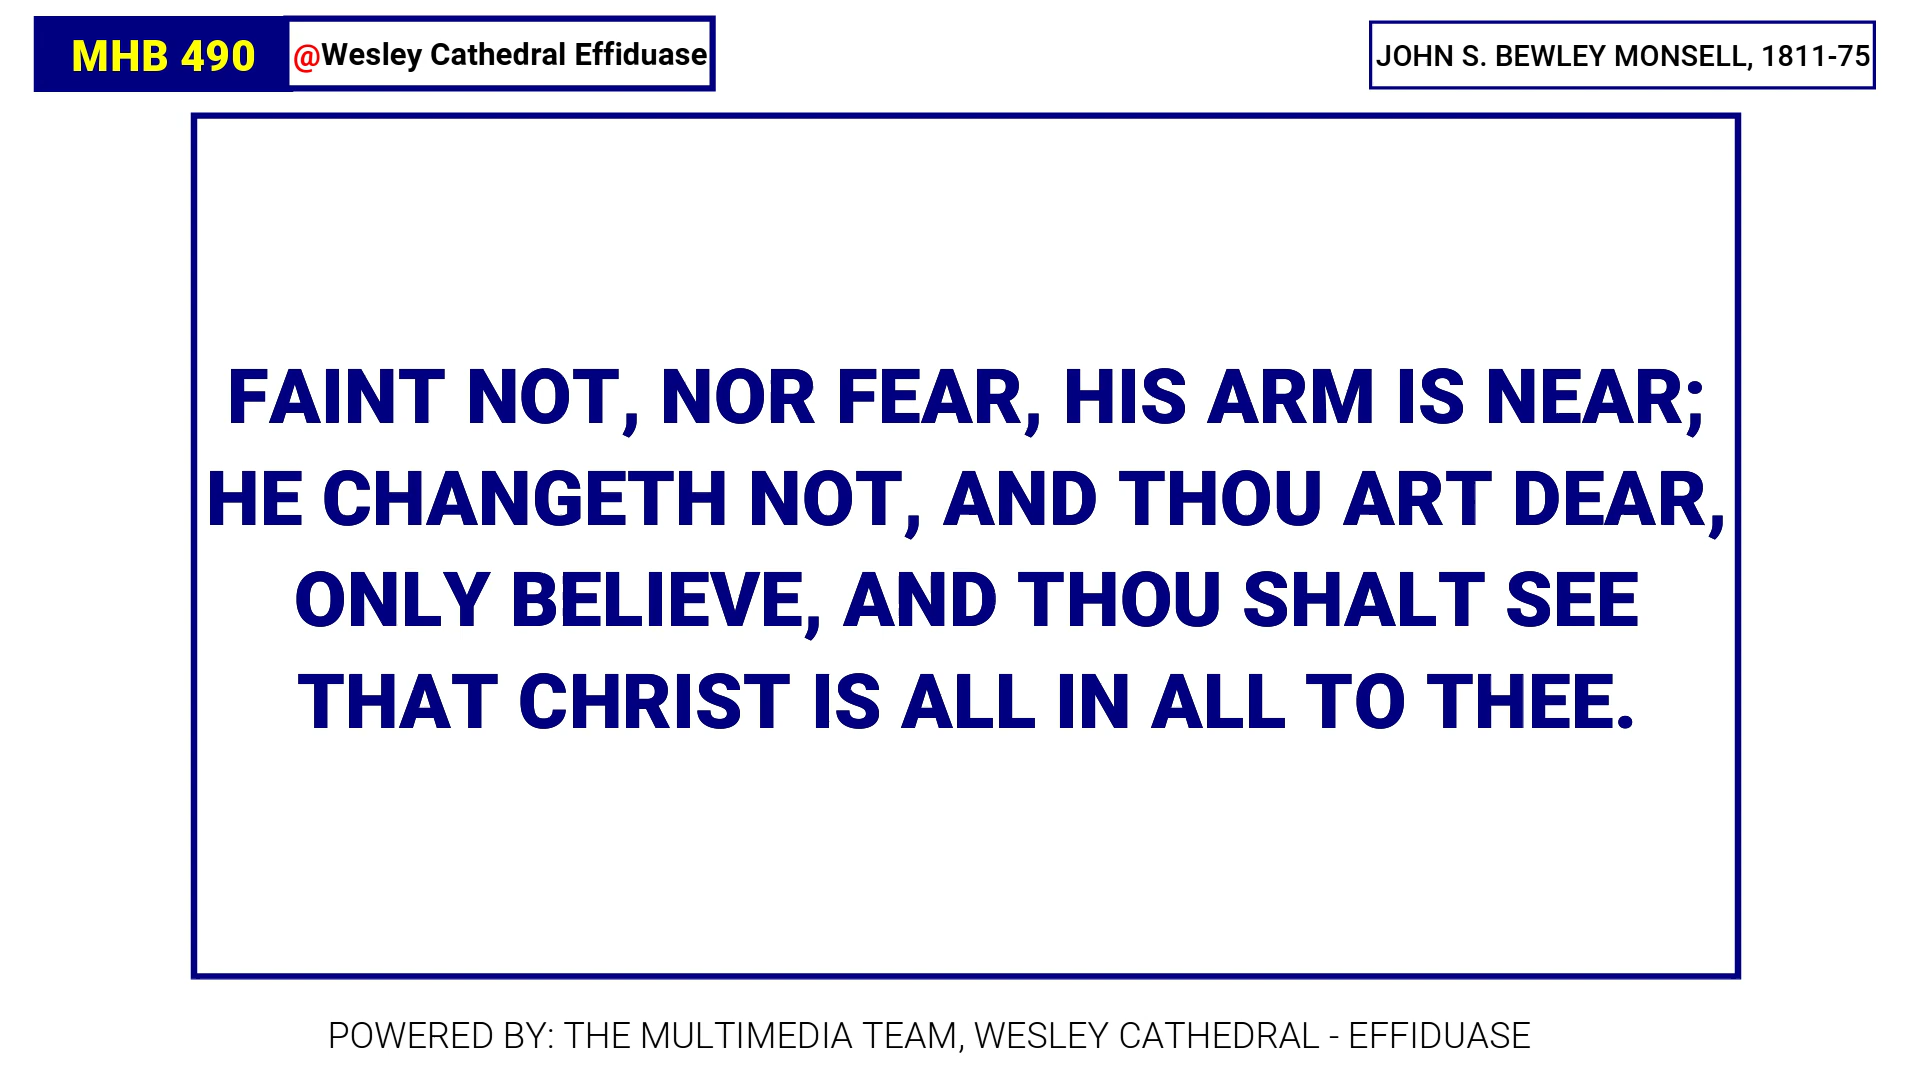 MHB 490
@Wesley Cathedral Effiduase
JOHN S. BEWLEY MONSELL, 1811-75
FAINT NOT, NOR FEAR, HIS ARM IS NEAR;
HE CHANGETH NOT, AND THOU ART DEAR,
ONLY BELIEVE, AND THOU SHALT SEE
THAT CHRIST IS ALL IN ALL TO THEE.
POWERED BY: THE MULTIMEDIA TEAM, WESLEY CATHEDRAL - EFFIDUASE